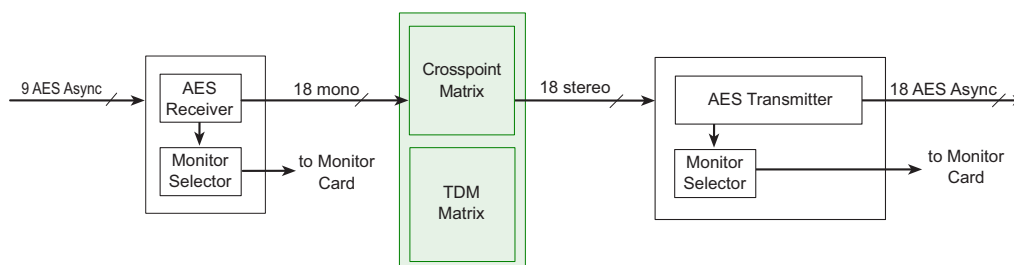 9 AES Async
AES
Receiver
Monitor
Selector
to Monitor
Card
18 mono
Crosspoint
Matrix
TDM
Matrix
18 stereo
AES Transmitter
Monitor
Selector
18 AES Async
to Monitor
Card